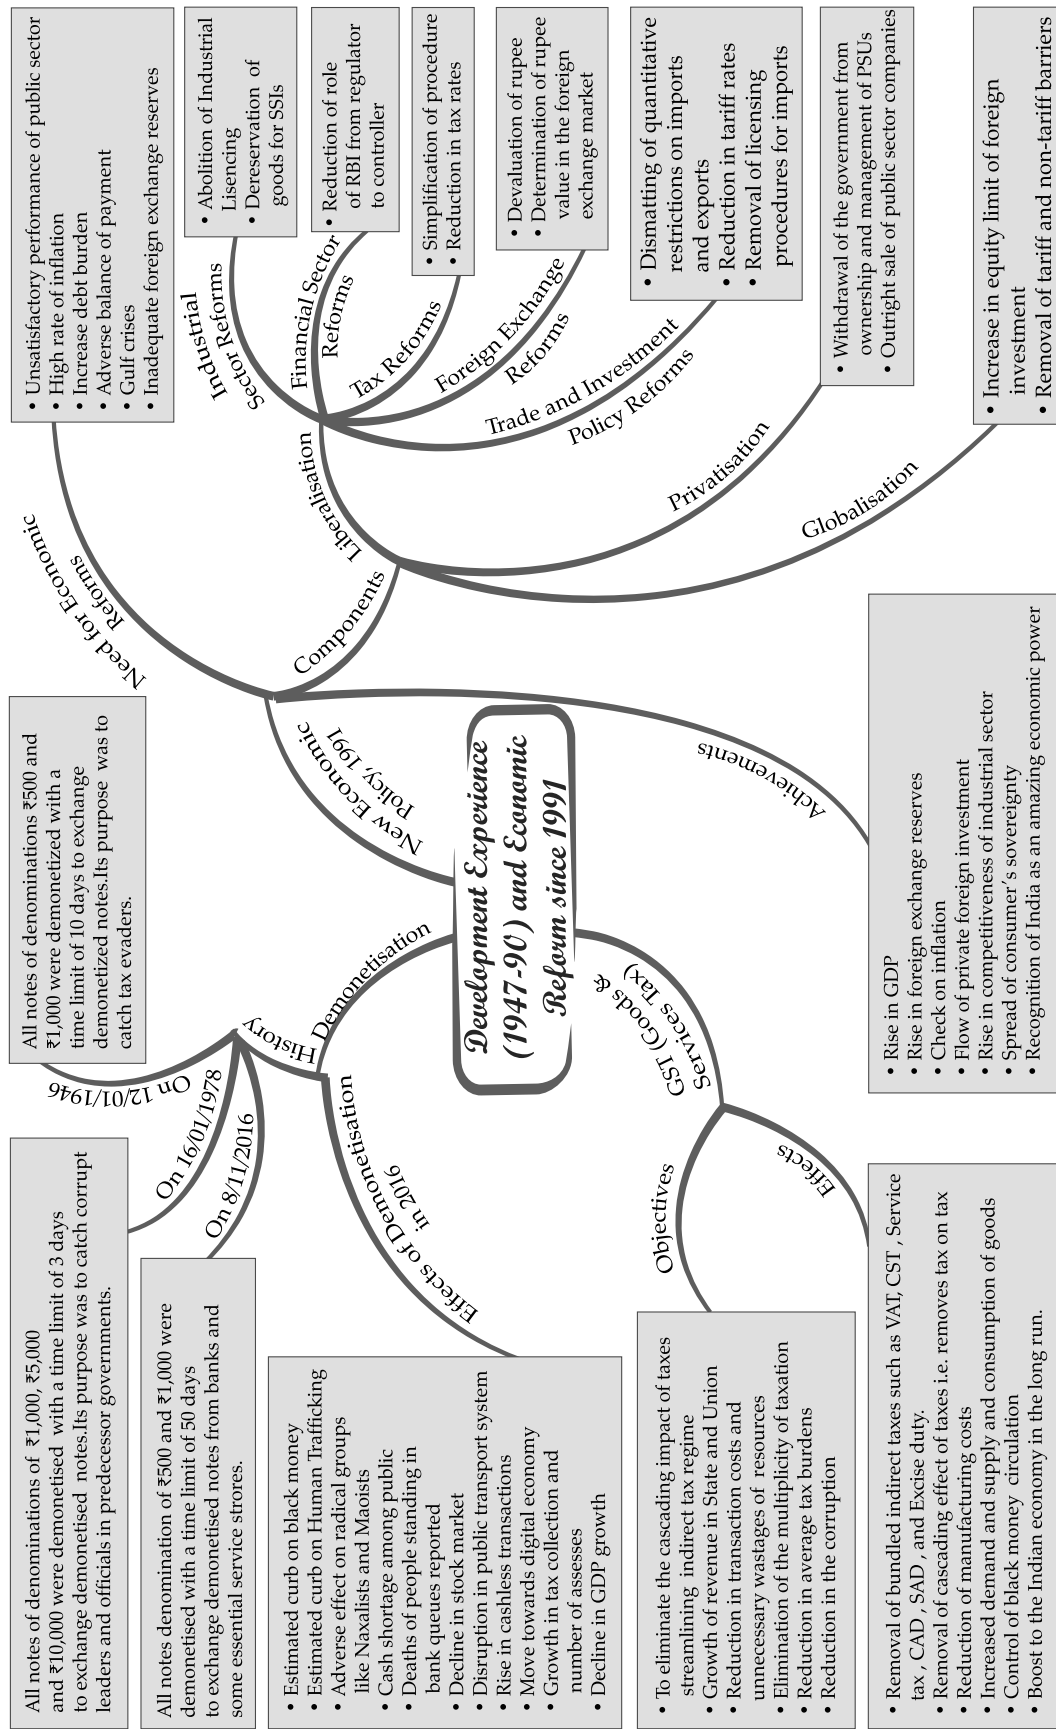 Development Experience
(1947-90) and Economic
Reform since 1991
New Economic
Policy, 1991
Need for Economic
Reforms
• Unsatisfactory performance of public sector
• High rate of inflation
• Increase debt burden
• Adverse balance of payment
• Gulf crises
• Inadequate foreign exchange reserves
Components
Liberalisation
Industrial
Sector Reforms
• Abolition of Industrial
Lisencing
• Dereservation of
goods for SSIs
Financial Sector
Reforms
• Reduction of role
of RBI from regulator
to controller
Tax Reforms
• Simplification of procedure
• Reduction in tax rates
Foreign Exchange
Reforms
• Devaluation of rupee
• Determination of rupee
value in the foreign
exchange market
Trade and Investment
Policy Reforms
• Dismatting of quantitative
restrictions on imports
and exports
• Reduction in tariff rates
• Removal of licensing
procedures for imports
Privatisation
• Withdrawal of the government from
ownership and management of PSUs
• Outright sale of public sector companies
Globalisation
• Increase in equity limit of foreign
investment
• Removal of tariff and non-tariff barriers
Achievements
• Rise in GDP
• Rise in foreign exchange reserves
• Check on inflation
• Flow of private foreign investment
• Rise in competitiveness of industrial sector
• Spread of consumer's sovereignty
• Recognition of India as an amazing economic power
Demonetisation
History
On 12/01/1946
All notes of denominations ₹500 and
₹1,000 were demonetized with a
time limit of 10 days to exchange
demonetized notes.Its purpose was to
catch tax evaders.
On 16/01/1978
All notes of denominations of ₹1,000, ₹5,000
and ₹10,000 were demonetised with a time limit of 3 days
to exchange demonetised notes.Its purpose was to catch corrupt
leaders and officials in predecessor governments.
On 8/11/2016
All notes denomination of ₹500 and ₹1,000 were
demonetised with a time limit of 50 days
to exchange demonetised notes from banks and
some essential service strores.
Effects of Demonetisation
in 2016
• Estimated curb on black money
• Estimated curb on Human Trafficking
• Adverse effect on radical groups
like Naxalists and Maoists
• Cash shortage among public
• Deaths of people standing in
bank queues reported
• Decline in stock market
• Disruption in public transport system
• Rise in cashless transactions
• Move towards digital economy
• Growth in tax collection and
number of assesses
• Decline in GDP growth
GST (Goods &
Services Tax)
Objectives
• To eliminate the cascading impact of taxes
streamlining indirect tax regime
• Growth of revenue in State and Union
• Reduction in transaction costs and
unnecessary wastages of resources
• Elimination of the multiplicity of taxation
• Reduction in average tax burdens
• Reduction in the corruption
Effects
• Removal of bundled indirect taxes such as VAT, CST , Service
tax , CAD , SAD , and Excise duty.
• Removal of cascading effect of taxes i.e. removes tax on tax
• Reduction of manufacturing costs
• Increased demand and supply and consumption of goods
• Control of black money circulation
• Boost to the Indian economy in the long run.